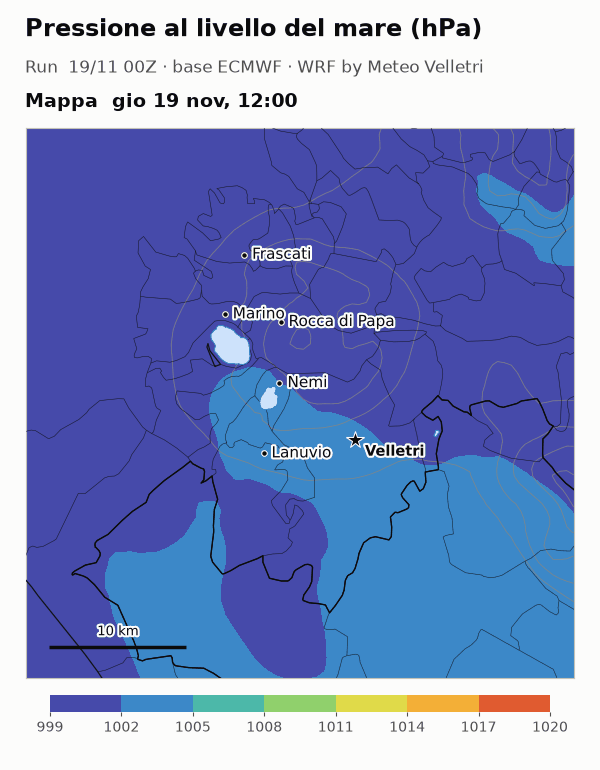 Pressione al livello del mare (hPa)
Run  19/11 00Z · base ECMWF · WRF by Meteo Velletri
Mappa  gio 19 nov, 12:00
Frascati
Marino
Rocca di Papa
Nemi
Velletri
Lanuvio
10 km
999 1002 1005 1008 1011 1014 1017 1020